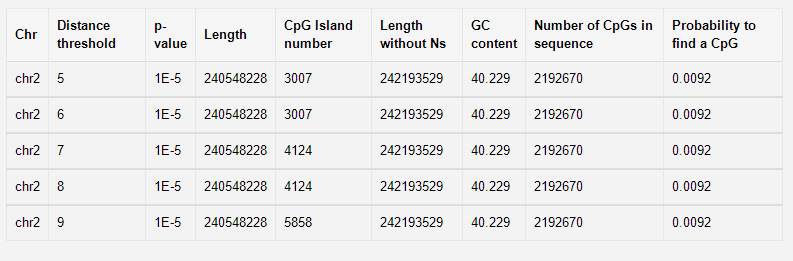 Chr Distance threshold p-value Length CpG Island number Length without Ns GC content Number of CpGs in sequence Probability to find a CpG
chr2 5 1E-5 240548228 3007 242193529 40.229 2192670 0.0092
chr2 6 1E-5 240548228 3007 242193529 40.229 2192670 0.0092
chr2 7 1E-5 240548228 4124 242193529 40.229 2192670 0.0092
chr2 8 1E-5 240548228 4124 242193529 40.229 2192670 0.0092
chr2 9 1E-5 240548228 5858 242193529 40.229 2192670 0.0092